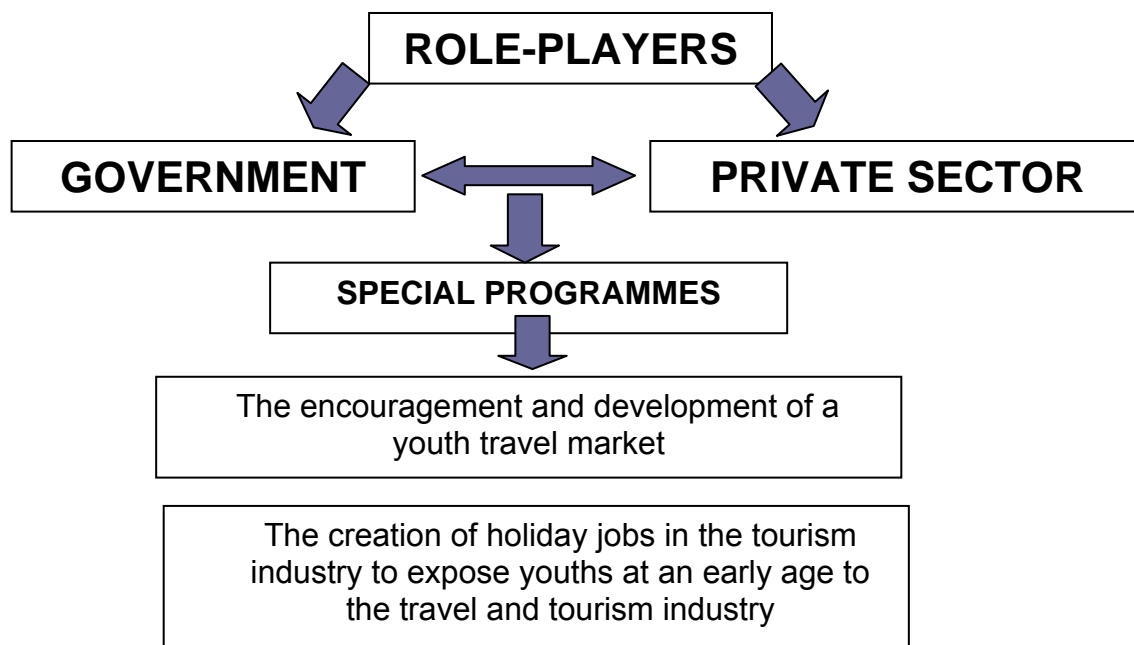 ROLE-PLAYERS
GOVERNMENT
PRIVATE SECTOR
SPECIAL PROGRAMMES
The encouragement and development of a
youth travel market
The creation of holiday jobs in the tourism
industry to expose youths at an early age to
the travel and tourism industry